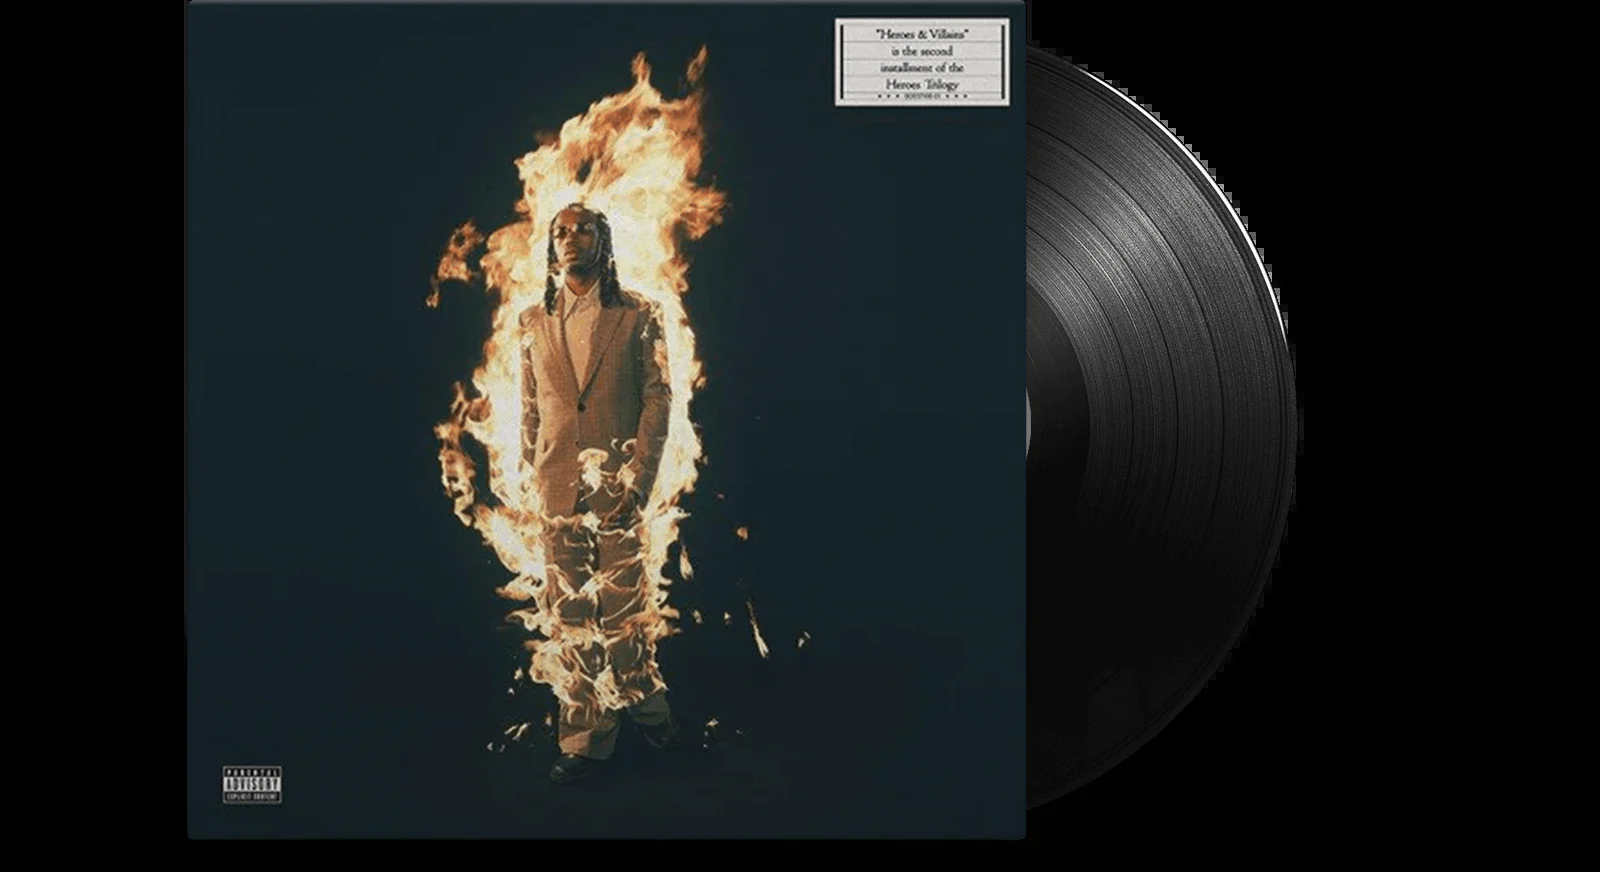 "Heroes & Villains"
is the second
installment of the
Heroes Trilogy
PARENTAL
ADVISORY
EXPLICIT CONTENT